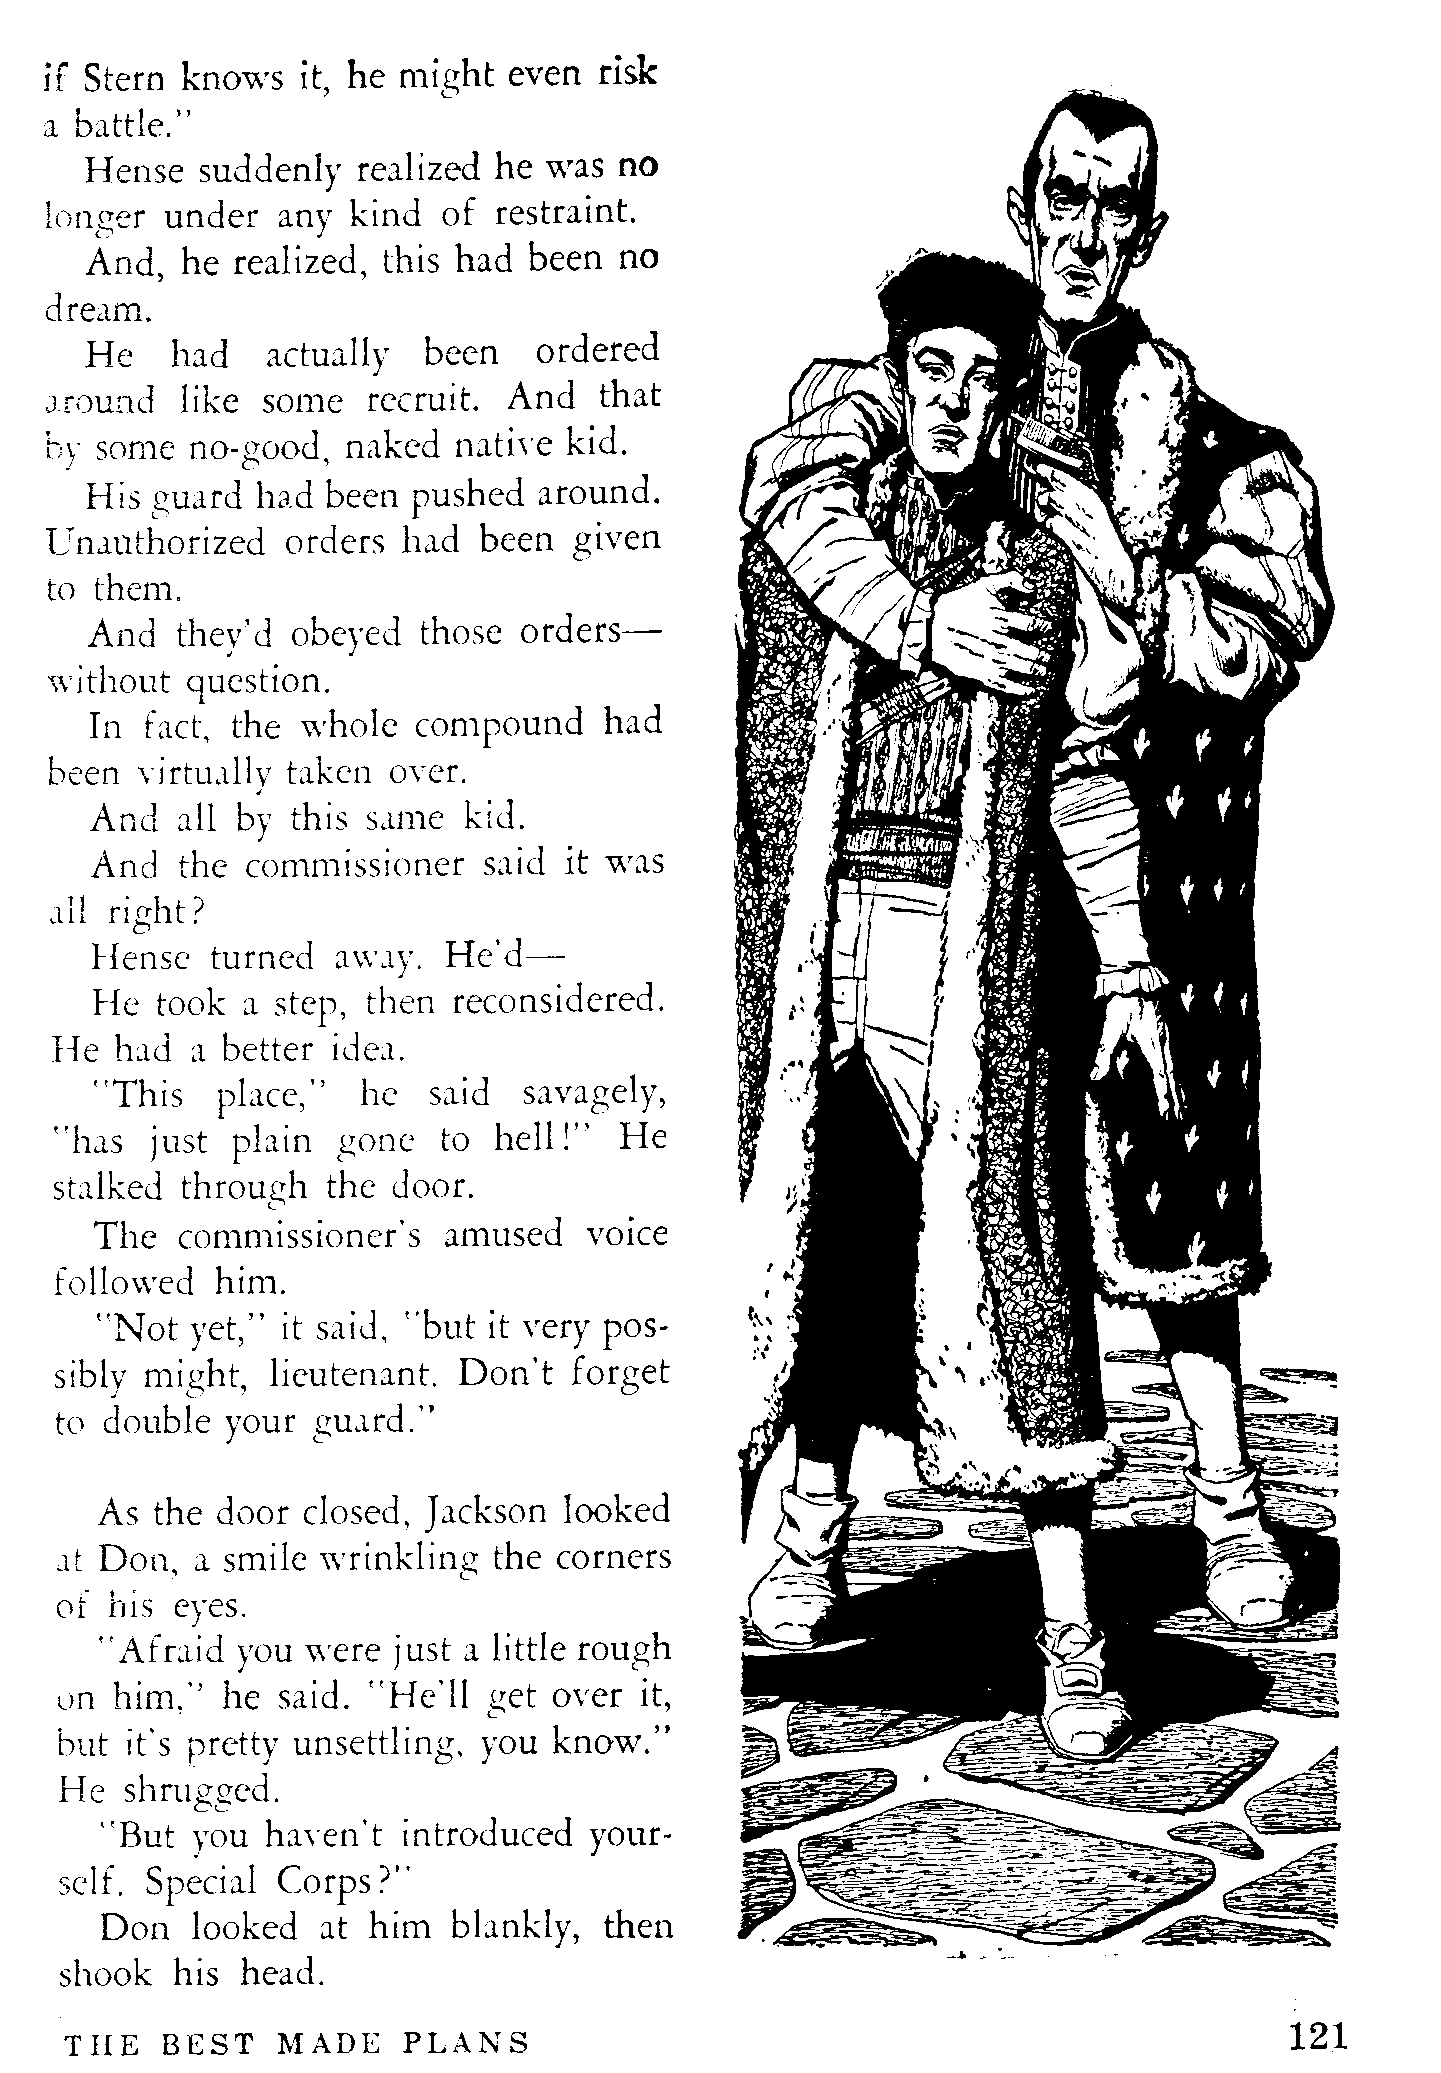 if Stern knows it, he might even risk
a battle."
Hense suddenly realized he was no
longer under any kind of restraint.
And, he realized, this had been no
dream.
He had actually been ordered
around like some recruit. And that
by some no-good, naked native kid.
His guard had been pushed around.
Unauthorized orders had been given
to them.
And they'd obeyed those orders—
without question.
In fact, the whole compound had
been virtually taken over.
And all by this same kid.
And the commissioner said it was
all right?
Hense turned away. He'd—
He took a step, then reconsidered.
He had a better idea.
"This place," he said savagely,
"has just plain gone to hell!" He
stalked through the door.
The commissioner's amused voice
followed him.
"Not yet," it said, "but it very pos-
sibly might, lieutenant. Don't forget
to double your guard."
As the door closed, Jackson looked
at Don, a smile wrinkling the corners
of his eyes.
"Afraid you were just a little rough
on him," he said. "He'll get over it,
but it's pretty unsettling, you know."
He shrugged.
"But you haven't introduced your-
self. Special Corps?"
Don looked at him blankly, then
shook his head.
THE BEST MADE PLANS
121